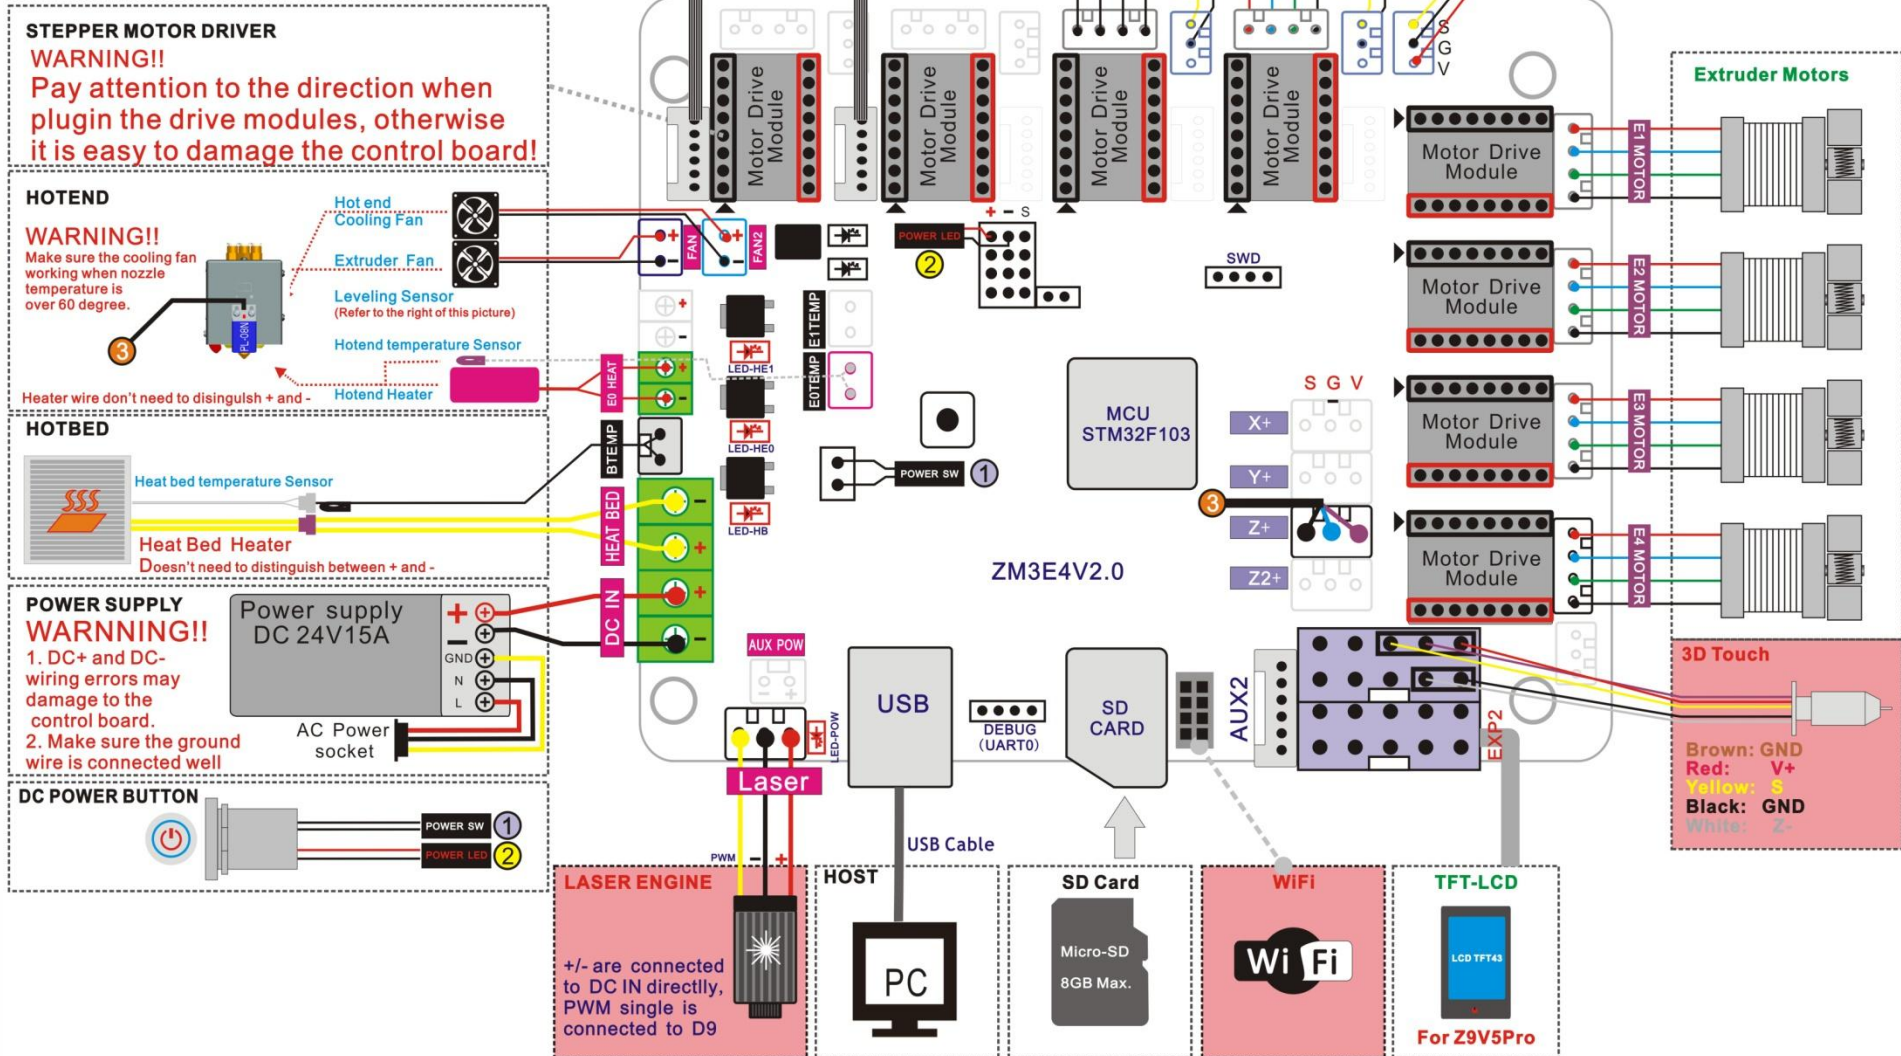 STEPPER MOTOR DRIVER
WARNING!!
Pay attention to the direction when
plugin the drive modules, otherwise
it is easy to damage the control board!
HOTEND
WARNING!!
Make sure the cooling fan
working when nozzle
temperature is
over 60 degree.
Hot end
Cooling Fan
Extruder Fan
Leveling Sensor
(Refer to the right of this picture)
Hotend temperature Sensor
Hotend Heater
PL-08N
3
Heater wire don't need to disinguish + and -
HOTBED
Heat bed temperature Sensor
Heat Bed Heater
Doesn't need to distinguish between + and -
POWER SUPPLY
WARNNING!!
1. DC+ and DC-
wiring errors may
damage to the
control board.
2. Make sure the ground
wire is connected well
Power supply
DC 24V15A
+
−
GND
N
L
AC Power
socket
DC POWER BUTTON
POWER SW
1
POWER LED
2
Motor Drive
Module
Motor Drive
Module
Motor Drive
Module
Motor Drive
Module
S
G
V
FAN
+
-
FAN2
+
-
+
-
E0 HEAT
+
-
BTEMP
HEAT BED
-
+
DC IN
+
-
LED-HE1
LED-HE0
LED-HB
E1TEMP
E0TEMP
POWER LED
2
+ - S
SWD
POWER SW
1
MCU
STM32F103
S G V
-
X+
Y+
3
Z+
Z2+
ZM3E4V2.0
Motor Drive
Module
E1 MOTOR
Motor Drive
Module
E2 MOTOR
Motor Drive
Module
E3 MOTOR
Motor Drive
Module
E4 MOTOR
Extruder Motors
AUX POW
- +
LED-POW
Laser
PWM - +
USB
DEBUG
(UART0)
SD
CARD
AUX2
EXP2
3D Touch
Brown: GND
Red: V+
Yellow: S
Black: GND
White: Z-
USB Cable
LASER ENGINE
+/- are connected
to DC IN directlly,
PWM single is
connected to D9
HOST
PC
SD Card
Micro-SD
8GB Max.
WiFi
Wi Fi
TFT-LCD
LCD TFT43
For Z9V5Pro